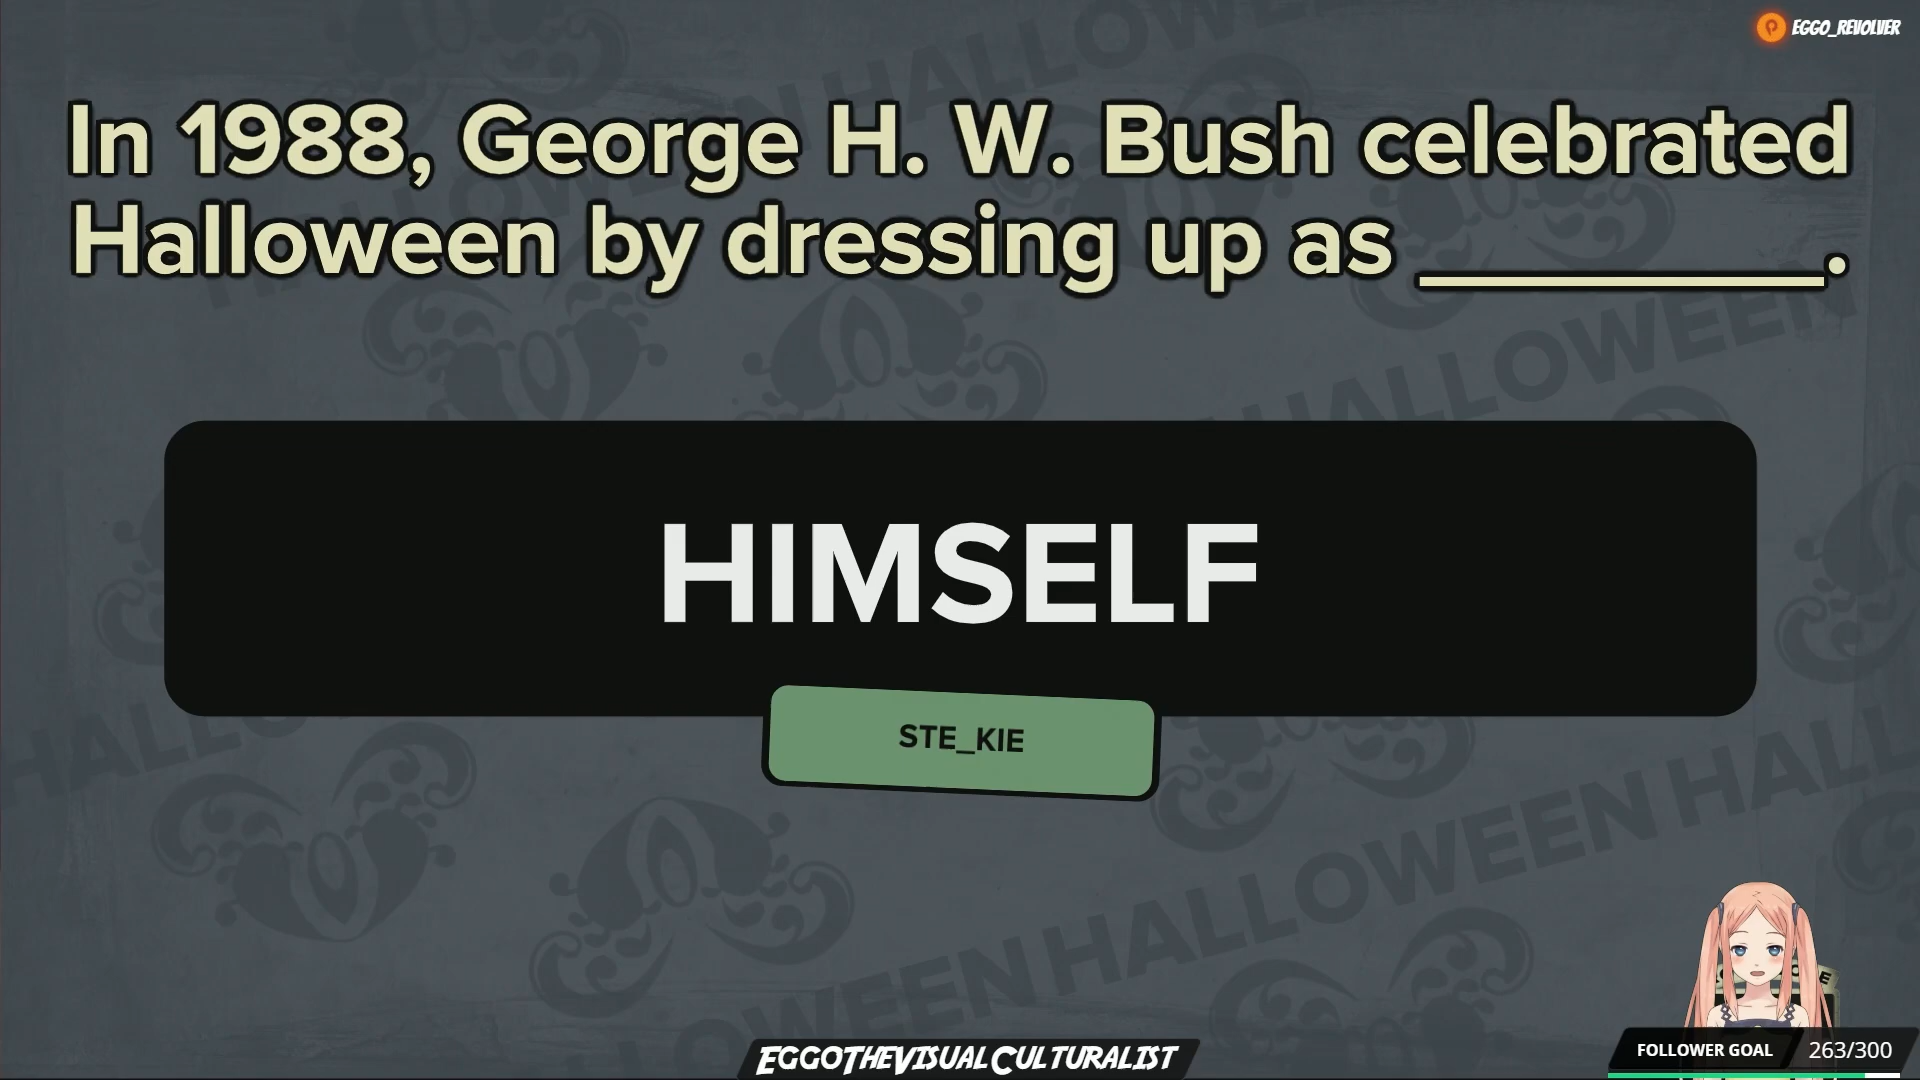 EGGO_REVOLVER
In 1988, George H. W. Bush celebrated
Halloween by dressing up as ________.
HIMSELF
STE_KIE
EGGOTHEVISUALCULTURALIST
FOLLOWER GOAL 263/300